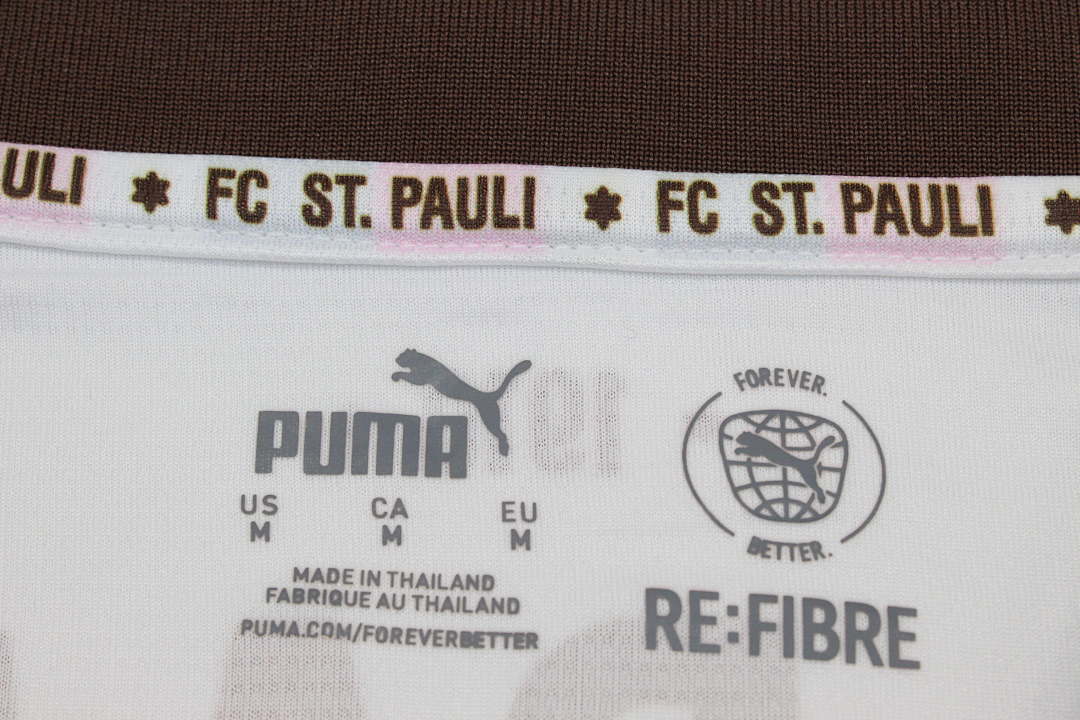 ULI * FC ST. PAULI * FC ST. PAULI *
PUMA
US
M
CA
M
EU
M
MADE IN THAILAND
FABRIQUE AU THAILAND
PUMA.COM/FOREVERBETTER
FOREVER.
BETTER.
RE:FIBRE